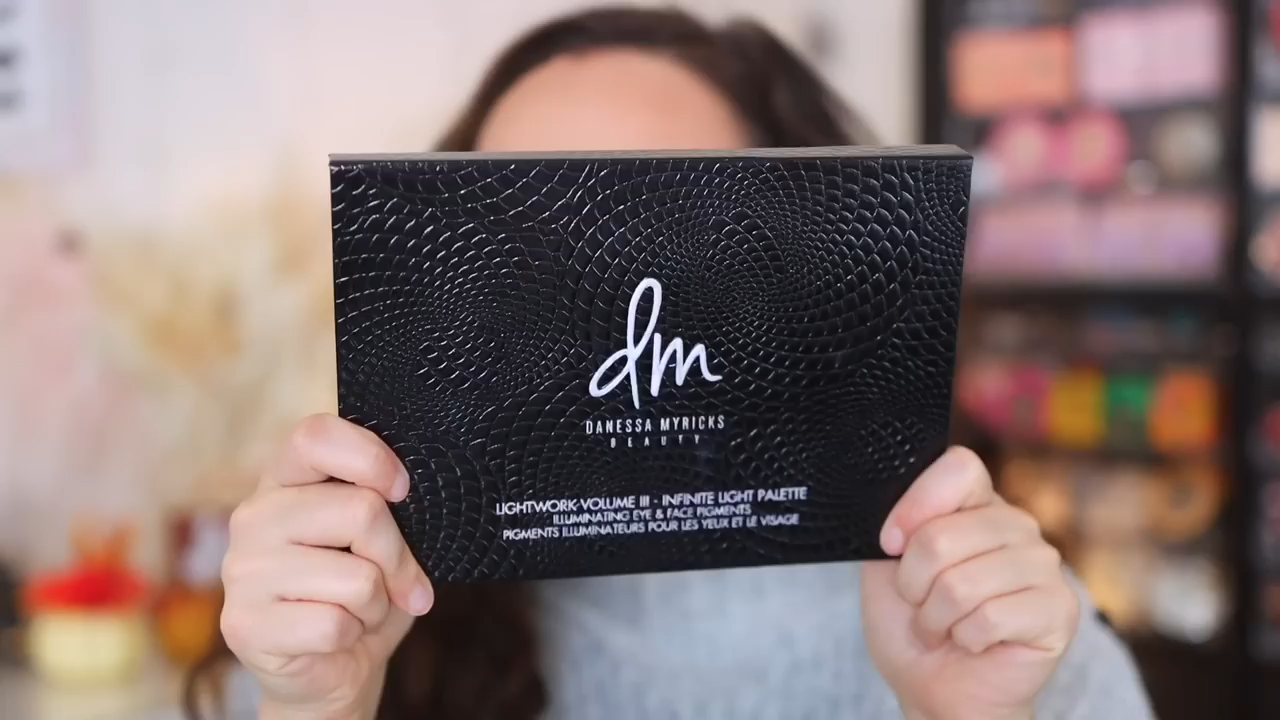 dm
DANESSA MYRICKS
BEAUTY
LIGHTWORK VOLUME III - INFINITE LIGHT PALETTE
ILLUMINATING EYE & FACE PIGMENTS
PIGMENTS ILLUMINATEURS POUR LES YEUX ET LE VISAGE